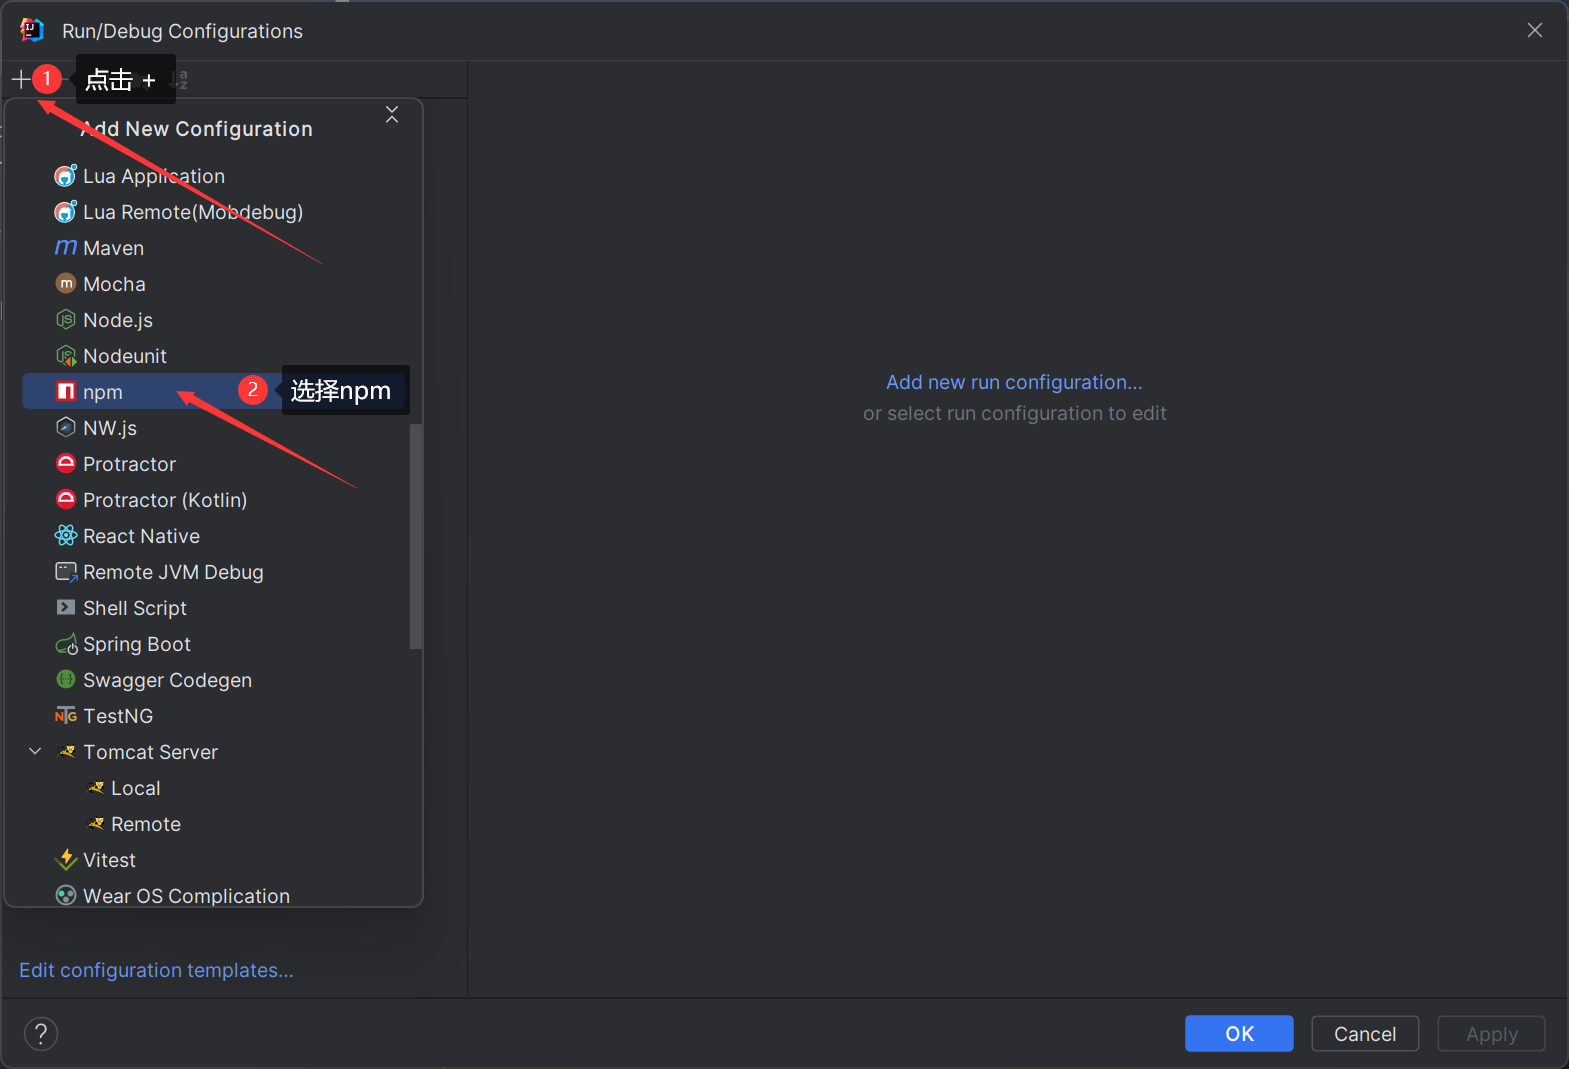 Run/Debug Configurations
1 点击 +
Add New Configuration
Lua Application
Lua Remote(Mobdebug)
Maven
Mocha
Node.js
Nodeunit
npm 2 选择npm
NW.js
Protractor
Protractor (Kotlin)
React Native
Remote JVM Debug
Shell Script
Spring Boot
Swagger Codegen
TestNG
Tomcat Server
Local
Remote
Vitest
Wear OS Complication
Edit configuration templates...
Add new run configuration...
or select run configuration to edit
?
OK
Cancel
Apply